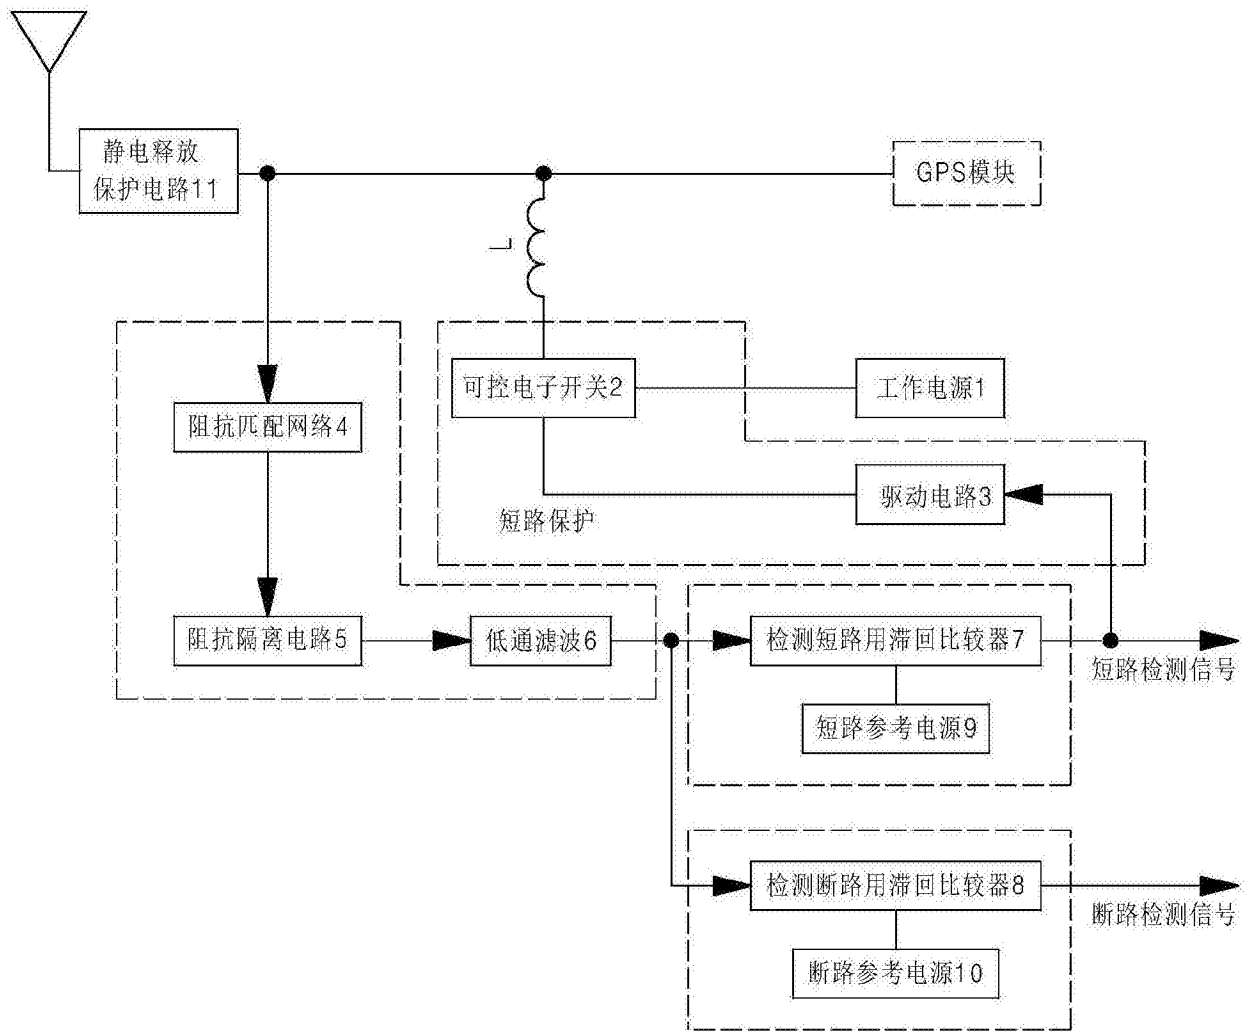 静电释放
保护电路11
GPS模块
L
可控电子开关2
工作电源1
阻抗匹配网络4
驱动电路3
短路保护
阻抗隔离电路5
低通滤波6
检测短路用滞回比较器7
短路检测信号
短路参考电源9
检测断路用滞回比较器8
断路检测信号
断路参考电源10